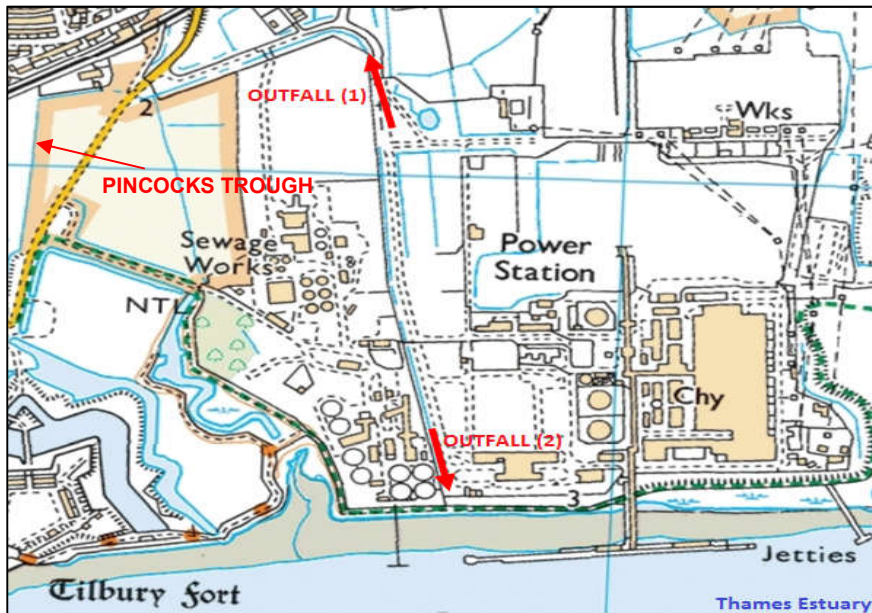 OUTFALL (1)
2
Wks
PINCOCKS TROUGH
Sewage
Works
Power
Station
NTL
Chy
OUTFALL (2)
3
Jetties
Tilbury Fort
Thames Estuary